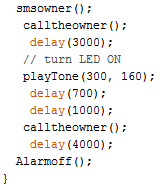 smsowner();
calltheowner();
delay(3000);
// turn LED ON
playTone(300, 160);
delay(700);
delay(1000);
calltheowner();
delay(4000);
Alarmoff();
}